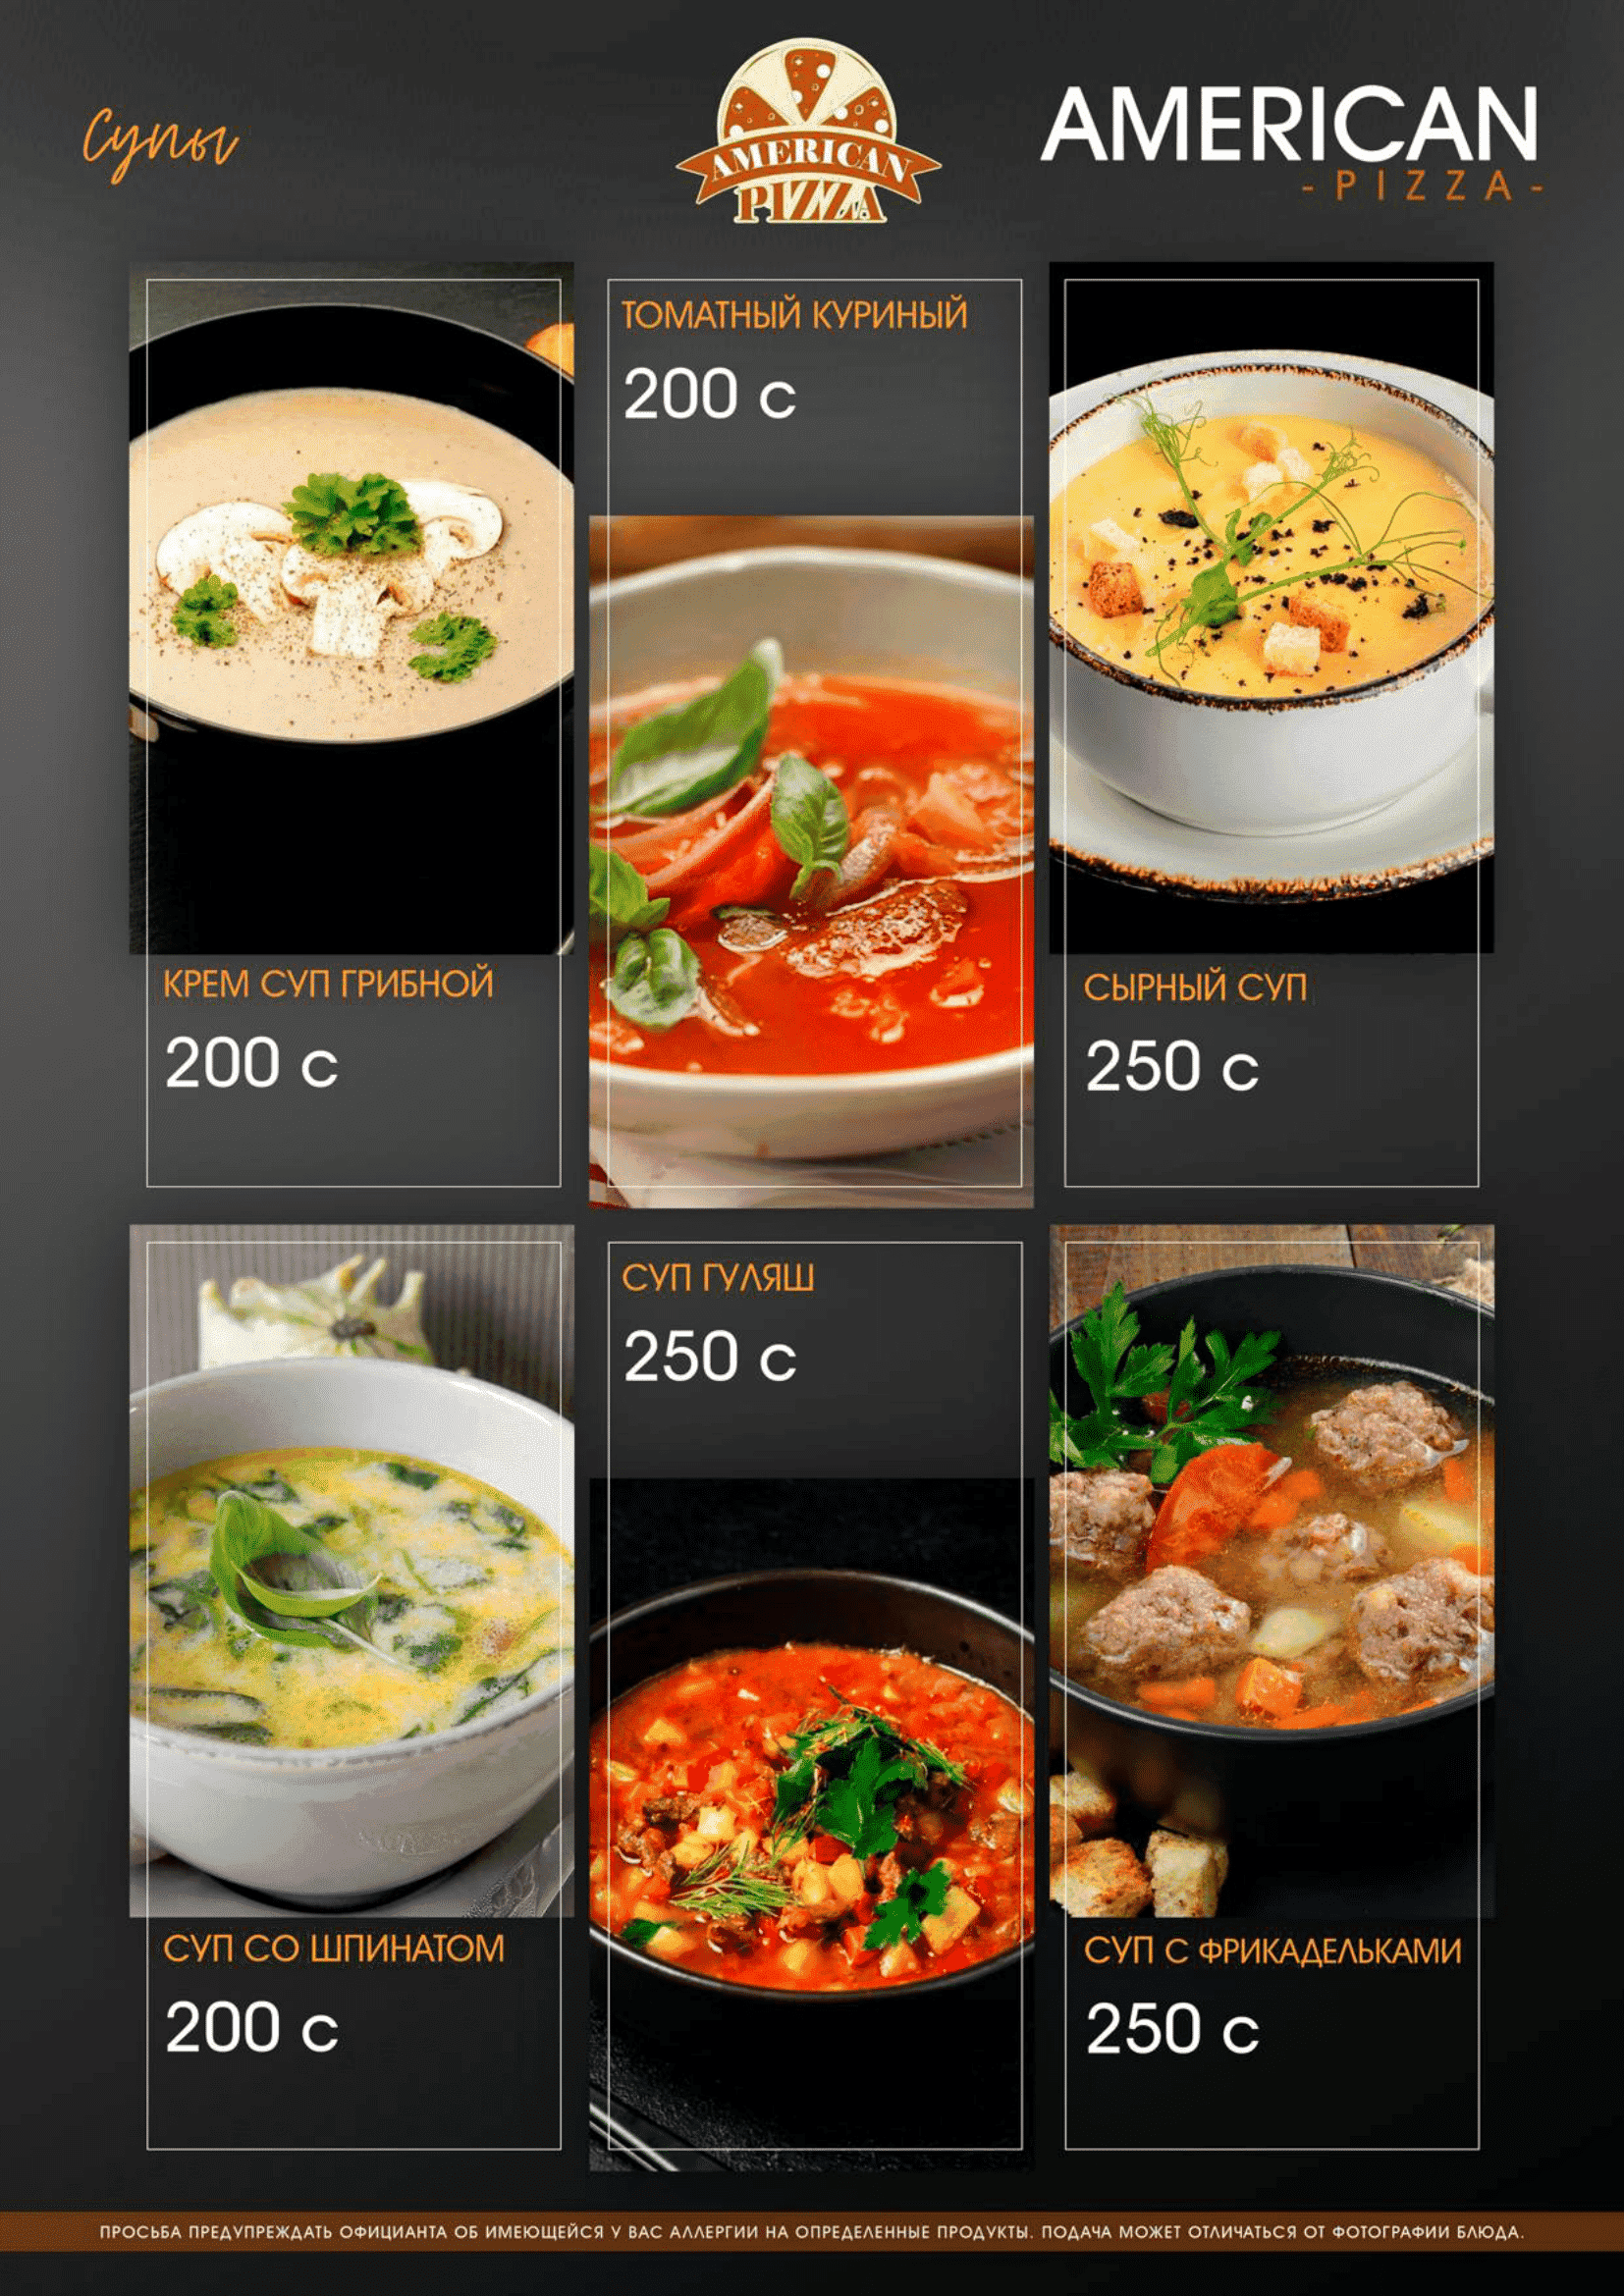 Супы
AMERICAN
PIZZA
AMERICAN
- PIZZA -
ТОМАТНЫЙ КУРИНЫЙ
200 с
КРЕМ СУП ГРИБНОЙ
200 с
СЫРНЫЙ СУП
250 с
СУП ГУЛЯШ
250 с
СУП СО ШПИНАТОМ
200 с
СУП С ФРИКАДЕЛЬКАМИ
250 с
ПРОСЬБА ПРЕДУПРЕЖДАТЬ ОФИЦИАНТА ОБ ИМЕЮЩЕЙСЯ У ВАС АЛЛЕРГИИ НА ОПРЕДЕЛЕННЫЕ ПРОДУКТЫ. ПОДАЧА МОЖЕТ ОТЛИЧАТЬСЯ ОТ ФОТОГРАФИИ БЛЮДА.